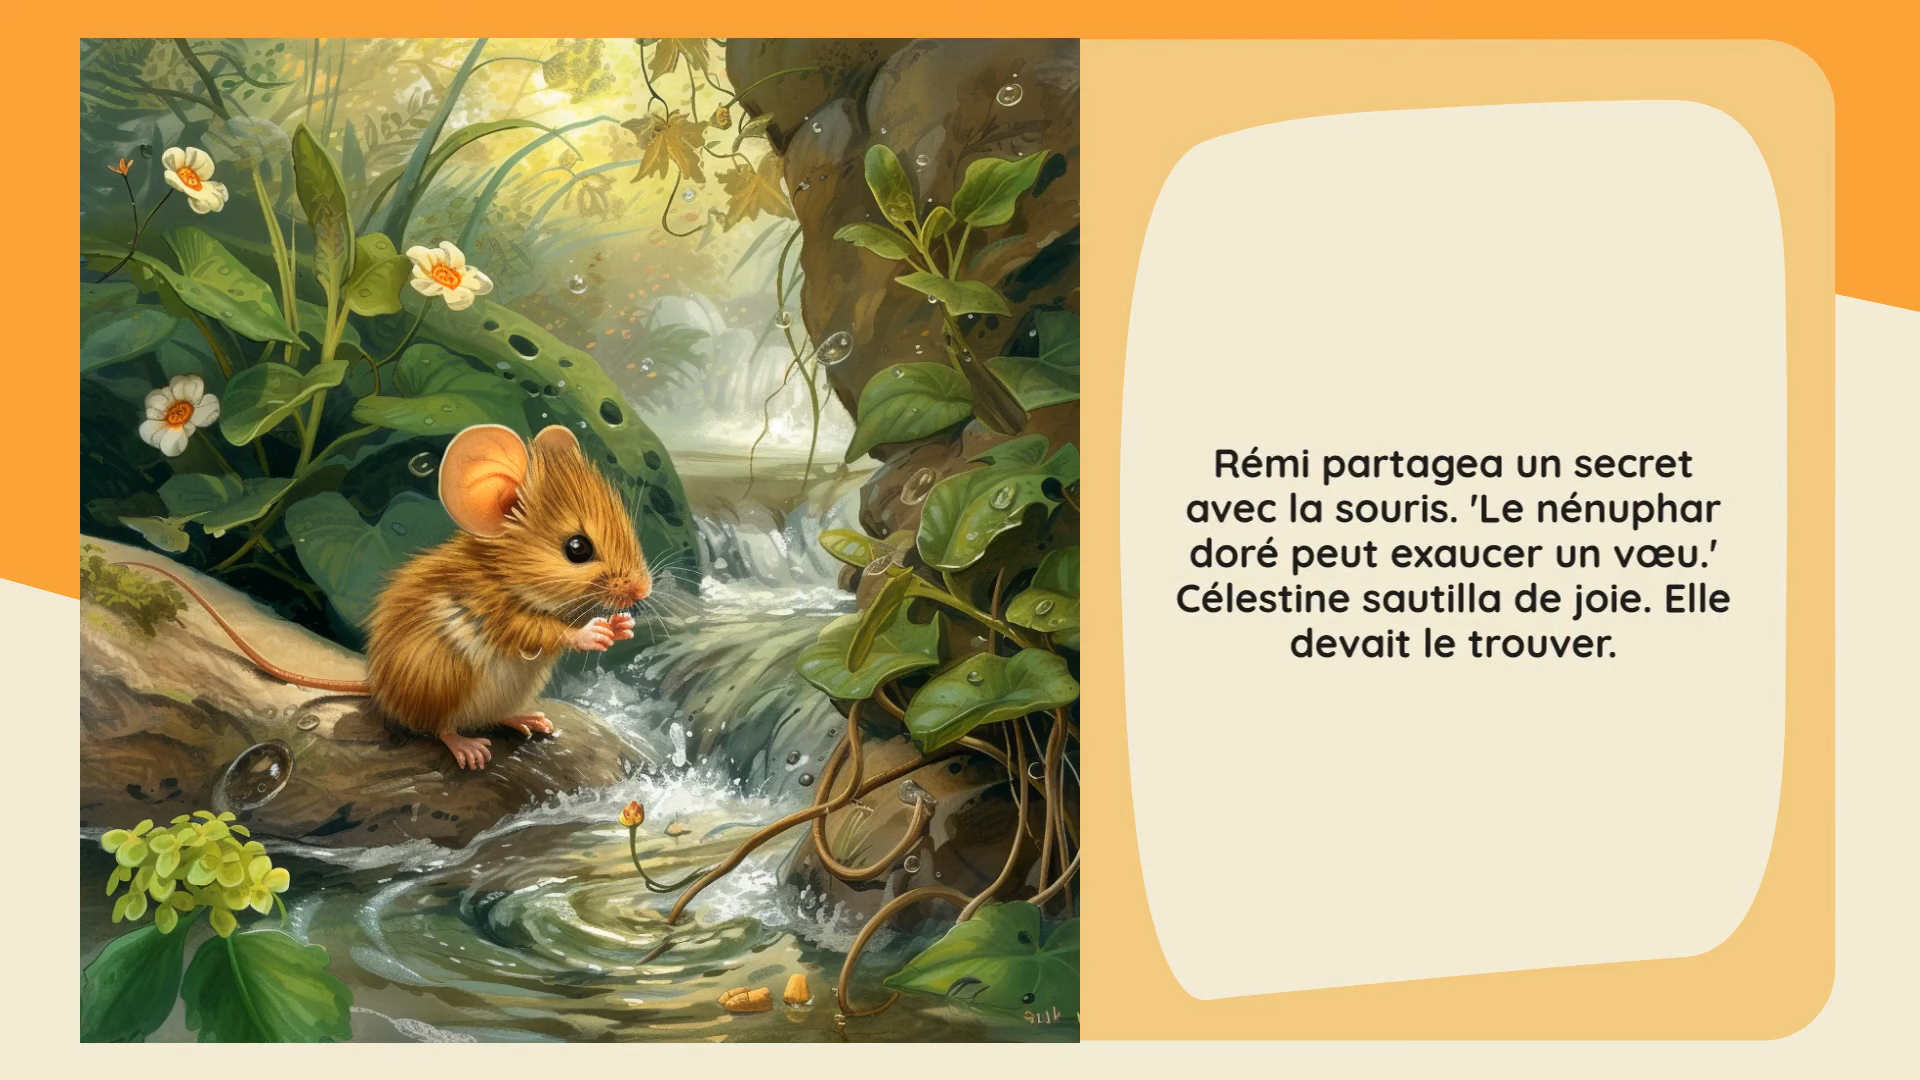 Rémi partagea un secret
avec la souris. 'Le nénuphar
doré peut exaucer un vœu.'
Célestine sautilla de joie. Elle
devait le trouver.